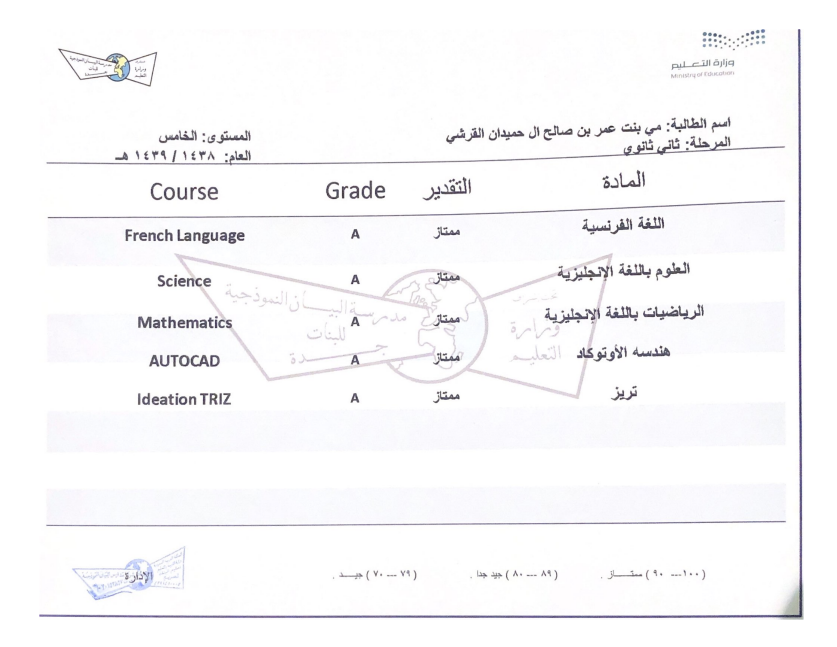 وزارة التعليم
Ministry of Education
اسم الطالبة: مي بنت عمر بن صالح ال حميدان القرشي
المستوى: الخامس
المرحلة: ثاني ثانوي
العام: ١٤٣٨ / ١٤٣٩ هـ
المادة التقدير Grade Course
اللغة الفرنسية ممتاز A French Language
العلوم باللغة الإنجليزية ممتاز A Science
الرياضيات باللغة الإنجليزية ممتاز A Mathematics
هندسه الأوتوكاد ممتاز A AUTOCAD
تريز ممتاز A Ideation TRIZ
وزارة التعليم
مدرسة البيان النموذجية
للبنات
جدة
(١٠٠ --- ٩٠) ممتاز . (٨٩ --- ٨٠) جيد جدا . (٧٩ --- ٧٠) جيد .
الإدارة